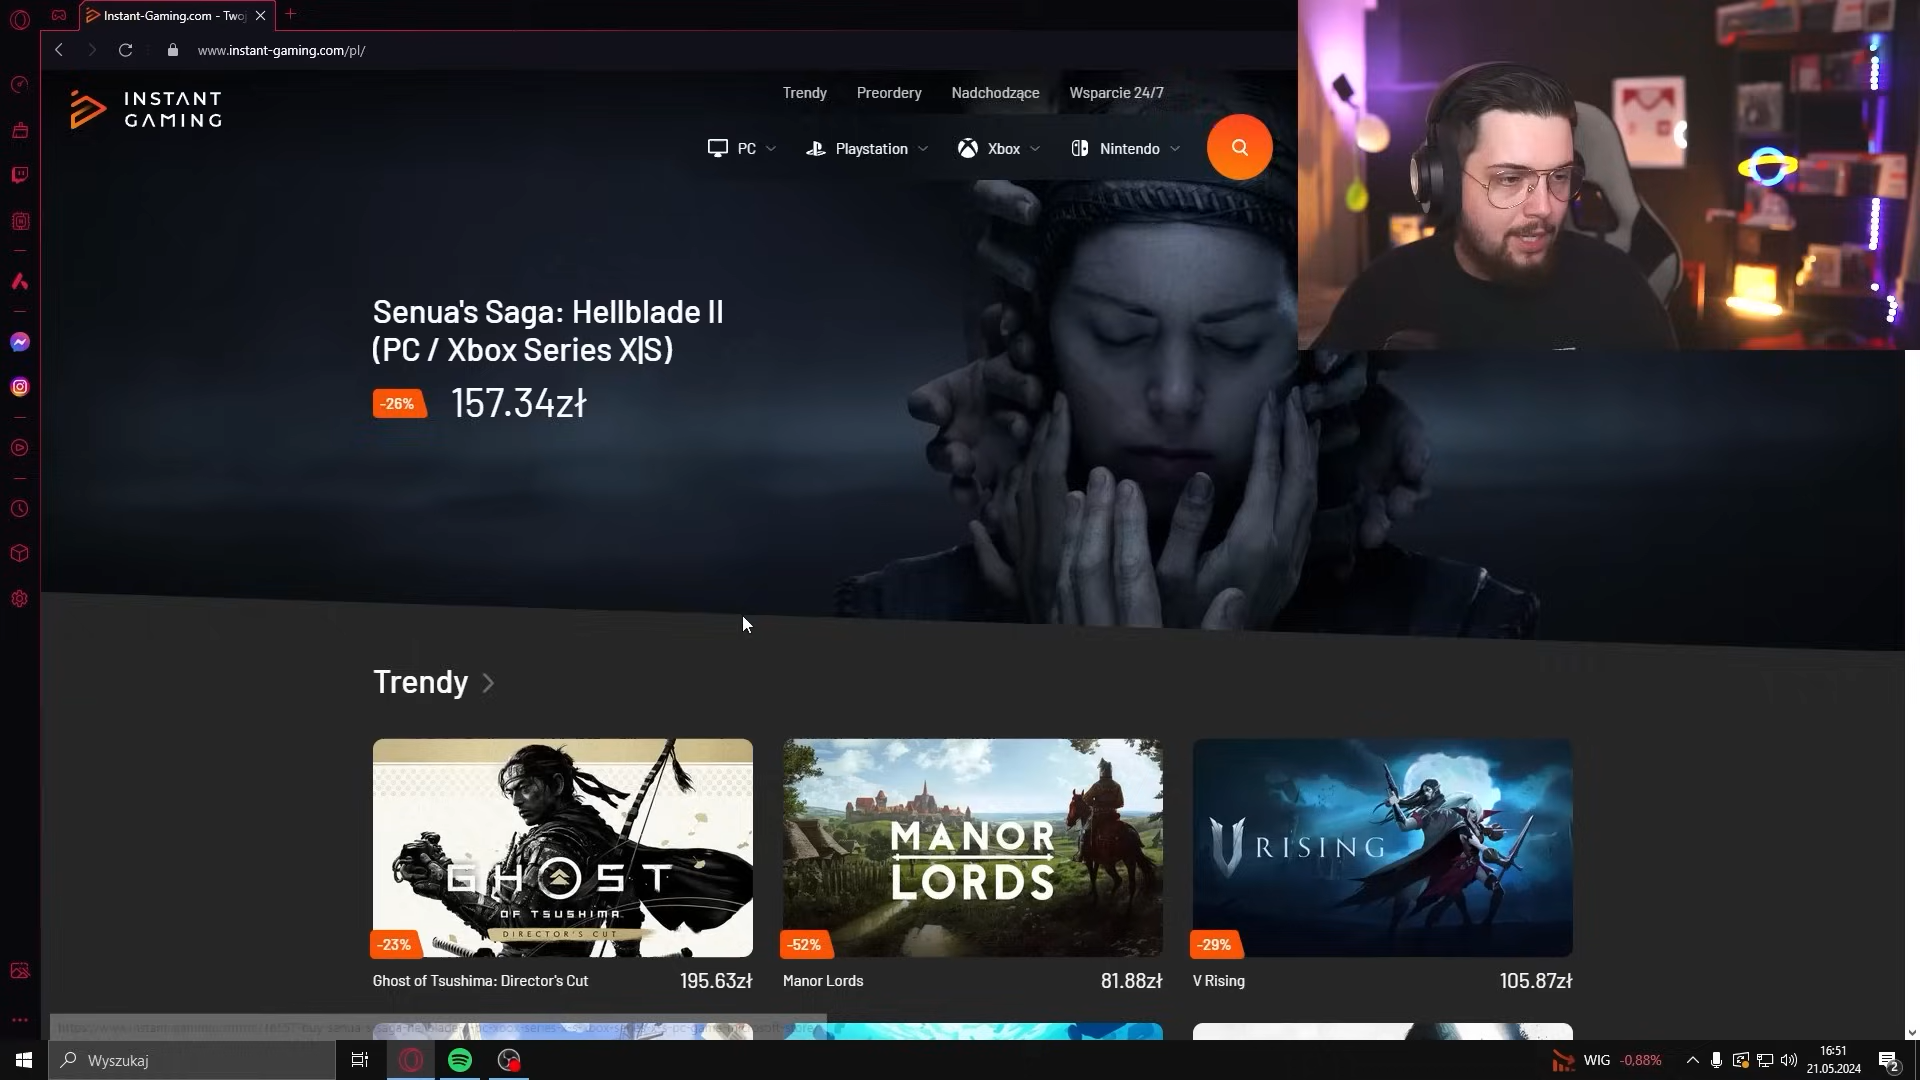 Instant-Gaming.com - Twoj
www.instant-gaming.com/pl/
INSTANT
GAMING
Trendy
Preordery
Nadchodzące
Wsparcie 24/7
PC
Playstation
Xbox
Nintendo
Senua's Saga: Hellblade II
(PC / Xbox Series X|S)
-26%
157.34zł
Trendy
GHOST
OF TSUSHIMA
DIRECTOR'S CUT
-23%
Ghost of Tsushima: Director's Cut
195.63zł
MANOR
LORDS
-52%
Manor Lords
81.88zł
V RISING
-29%
V Rising
105.87zł
Wyszukaj
WIG -0,88%
16:51
21.05.2024
2